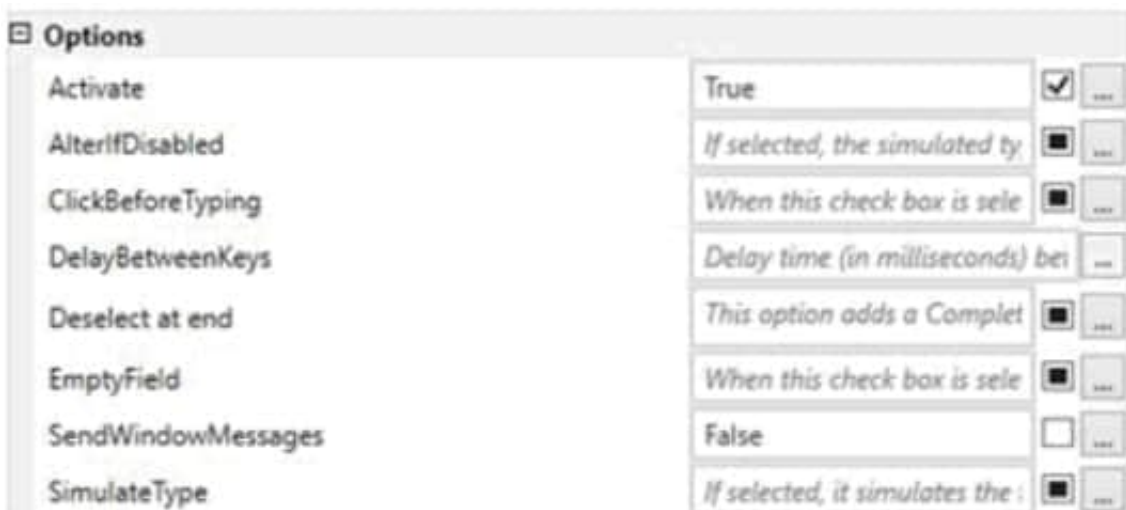 Options
Activate True ...
AlterIfDisabled If selected, the simulated ty ...
ClickBeforeTyping When this check box is sele ...
DelayBetweenKeys Delay time (in milliseconds) bet ...
Deselect at end This option adds a Complet ...
EmptyField When this check box is sele ...
SendWindowMessages False ...
SimulateType If selected, it simulates the ...